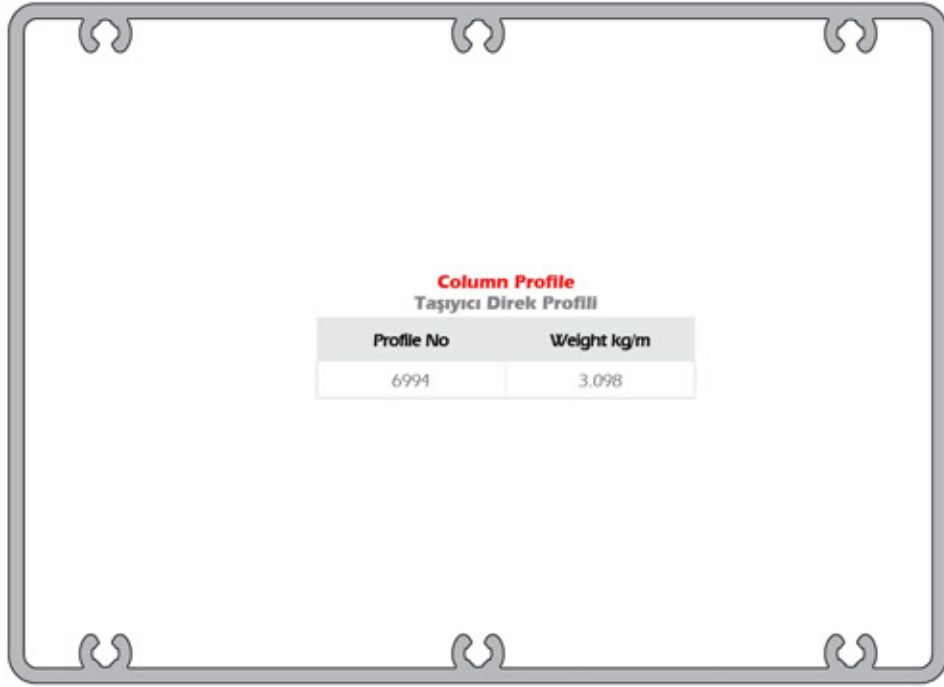 Column Profile
Taşıyıcı Direk Profili
Profile No Weight kg/m
6994 3.098